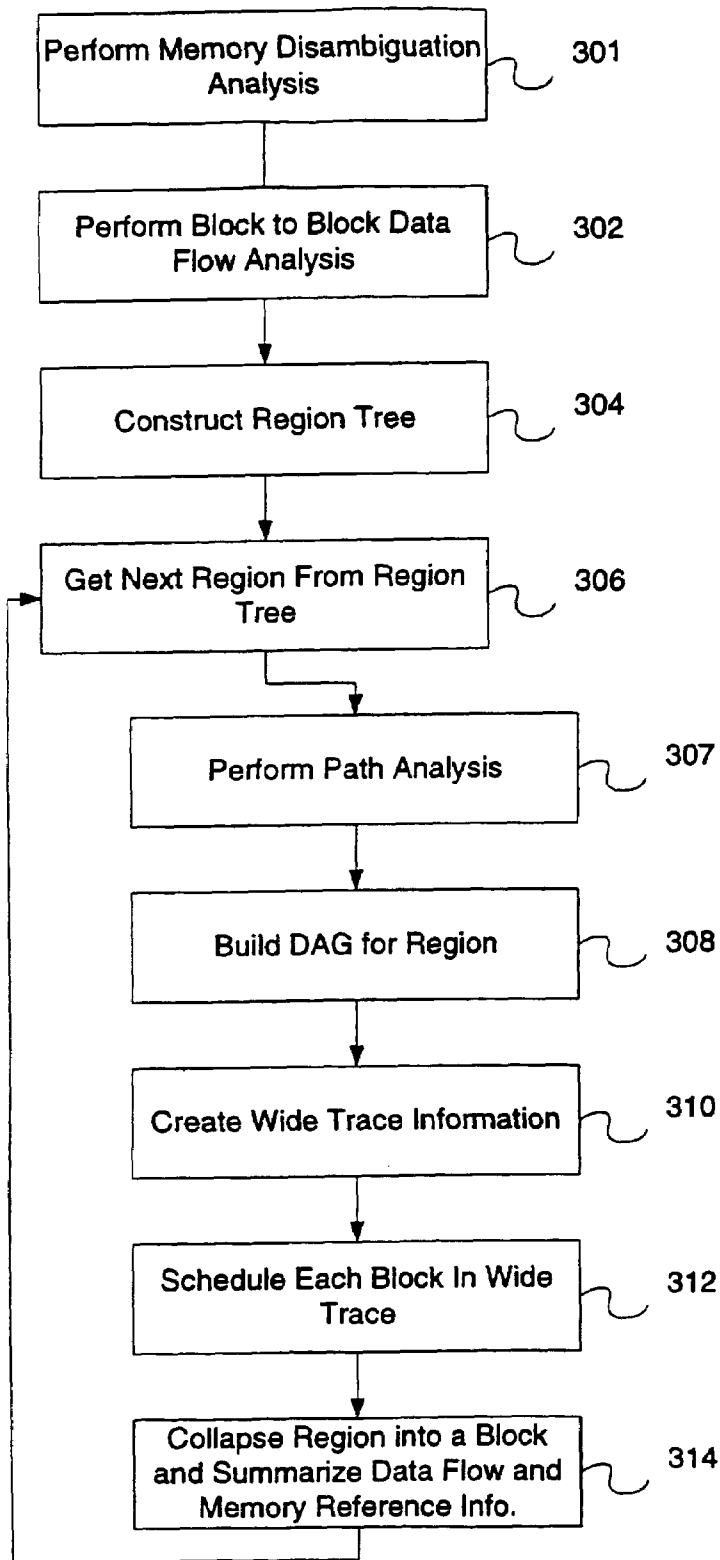 Perform Memory Disambiguation
Analysis
301
Perform Block to Block Data
Flow Analysis
302
Construct Region Tree
304
Get Next Region From Region
Tree
306
Perform Path Analysis
307
Build DAG for Region
308
Create Wide Trace Information
310
Schedule Each Block In Wide
Trace
312
Collapse Region into a Block
and Summarize Data Flow and
Memory Reference Info.
314